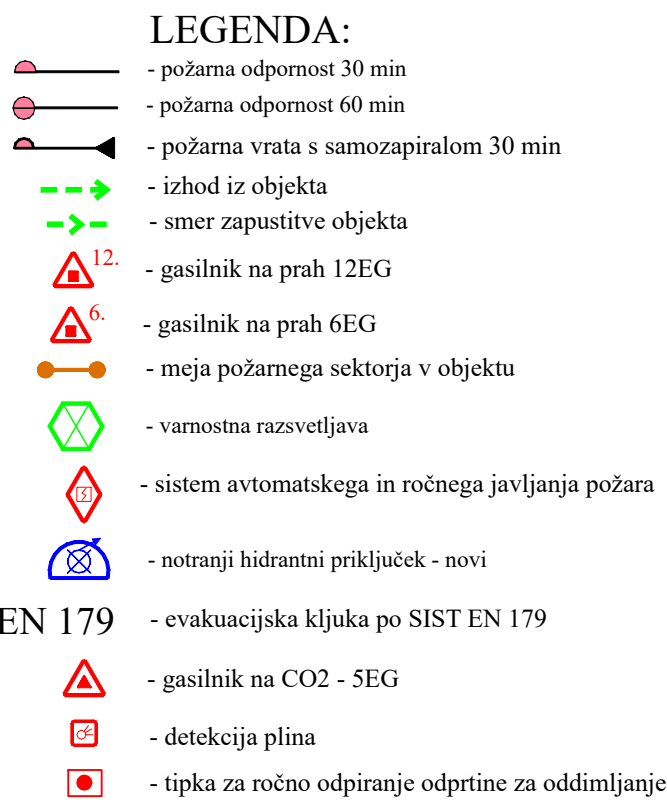 LEGENDA:
- požarna odpornost 30 min
- požarna odpornost 60 min
- požarna vrata s samozapiralom 30 min
- izhod iz objekta
- smer zapustitve objekta
12. - gasilnik na prah 12EG
6. - gasilnik na prah 6EG
- meja požarnega sektorja v objektu
- varnostna razsvetljava
- sistem avtomatskega in ročnega javljanja požara
- notranji hidrantni priključek - novi
EN 179 - evakuacijska kljuka po SIST EN 179
- gasilnik na CO2 - 5EG
- detekcija plina
- tipka za ročno odpiranje odprtine za oddimljanje